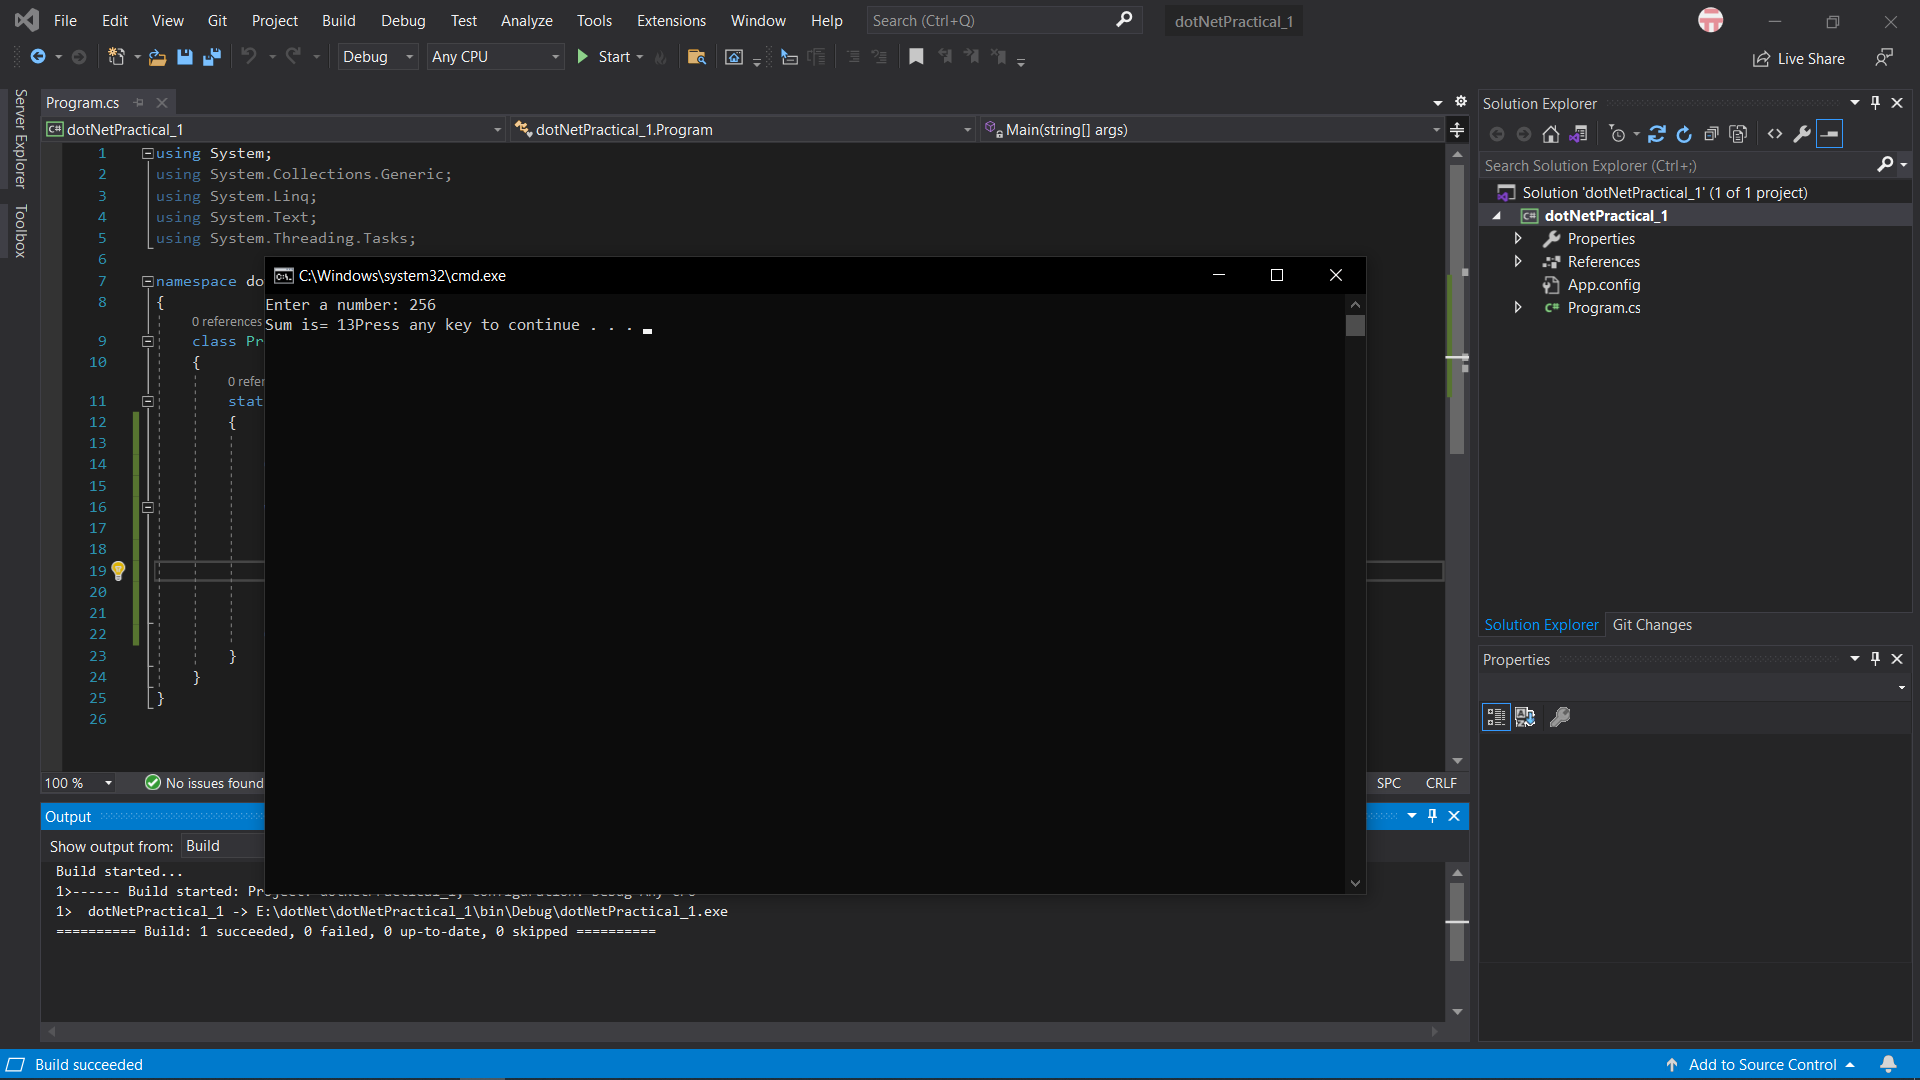 File Edit View Git Project Build Debug Test Analyze Tools Extensions Window Help Search (Ctrl+Q) dotNetPractical_1
Debug Any CPU Start Live Share
Server Explorer
Toolbox
Program.cs
dotNetPractical_1 dotNetPractical_1.Program Main(string[] args)
1 using System;
2 using System.Collections.Generic;
3 using System.Linq;
4 using System.Text;
5 using System.Threading.Tasks;
6
7 namespace do
8 {
0 references
9 class Pr
10 {
0 refer
11 stat
12 {
13
14
15
16
17
18
19
20
21
22
23 }
24 }
25 }
26
C:\Windows\system32\cmd.exe
Enter a number: 256
Sum is= 13Press any key to continue . . .
100 % No issues found SPC CRLF
Output
Show output from: Build
Build started...
1>------ Build started: Project: dotNetPractical_1, Configuration: Debug Any CPU
1> dotNetPractical_1 -> E:\dotNet\dotNetPractical_1\bin\Debug\dotNetPractical_1.exe
========== Build: 1 succeeded, 0 failed, 0 up-to-date, 0 skipped ==========
Solution Explorer
Search Solution Explorer (Ctrl+;)
Solution 'dotNetPractical_1' (1 of 1 project)
dotNetPractical_1
Properties
References
App.config
Program.cs
Solution Explorer Git Changes
Properties
Build succeeded Add to Source Control